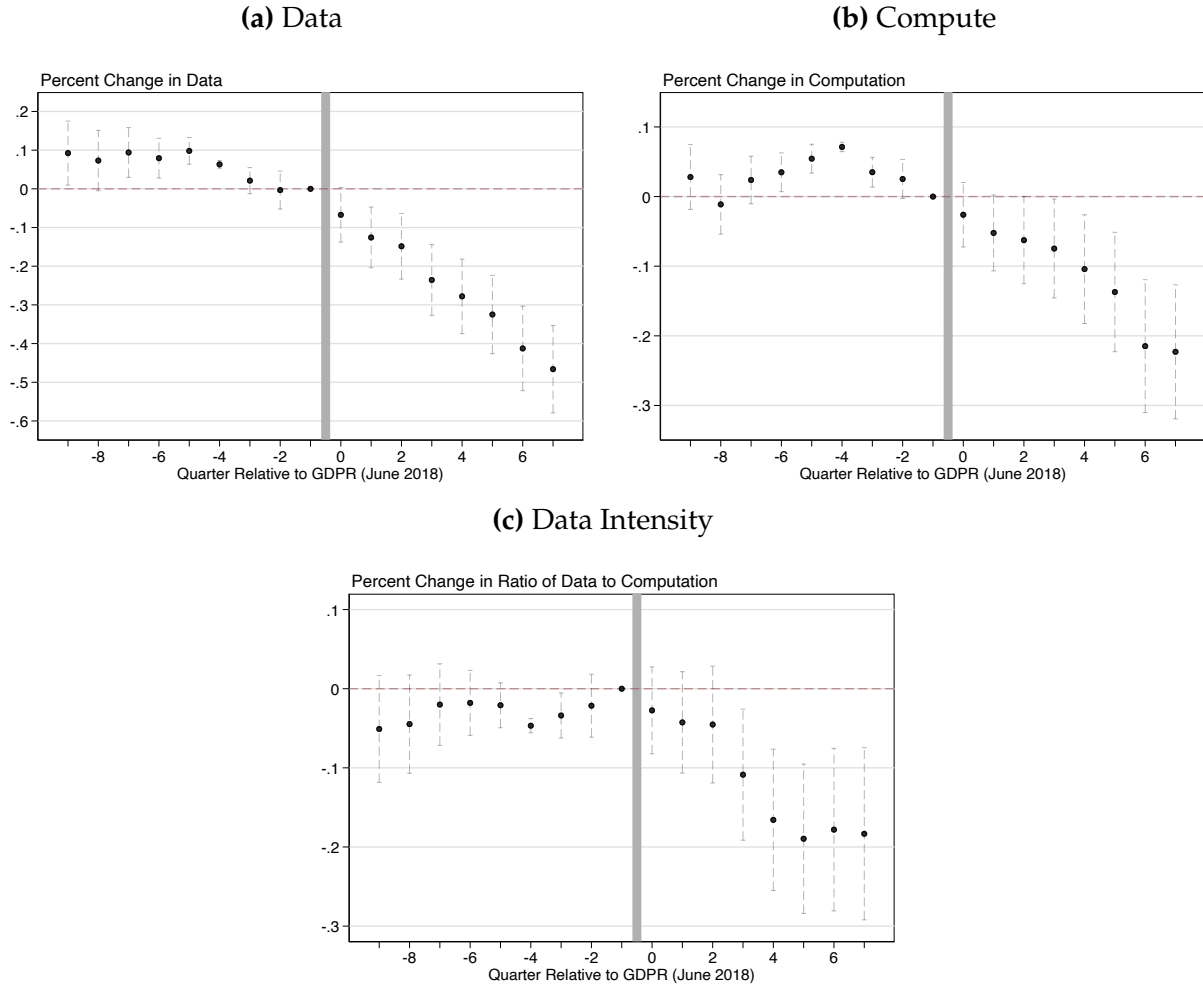 (a) Data
Percent Change in Data
.2
.1
0
-.1
-.2
-.3
-.4
-.5
-.6
-8 -6 -4 -2 0 2 4 6
Quarter Relative to GDPR (June 2018)
(b) Compute
Percent Change in Computation
.1
0
-.1
-.2
-.3
-8 -6 -4 -2 0 2 4 6
Quarter Relative to GDPR (June 2018)
(c) Data Intensity
Percent Change in Ratio of Data to Computation
.1
0
-.1
-.2
-.3
-8 -6 -4 -2 0 2 4 6
Quarter Relative to GDPR (June 2018)